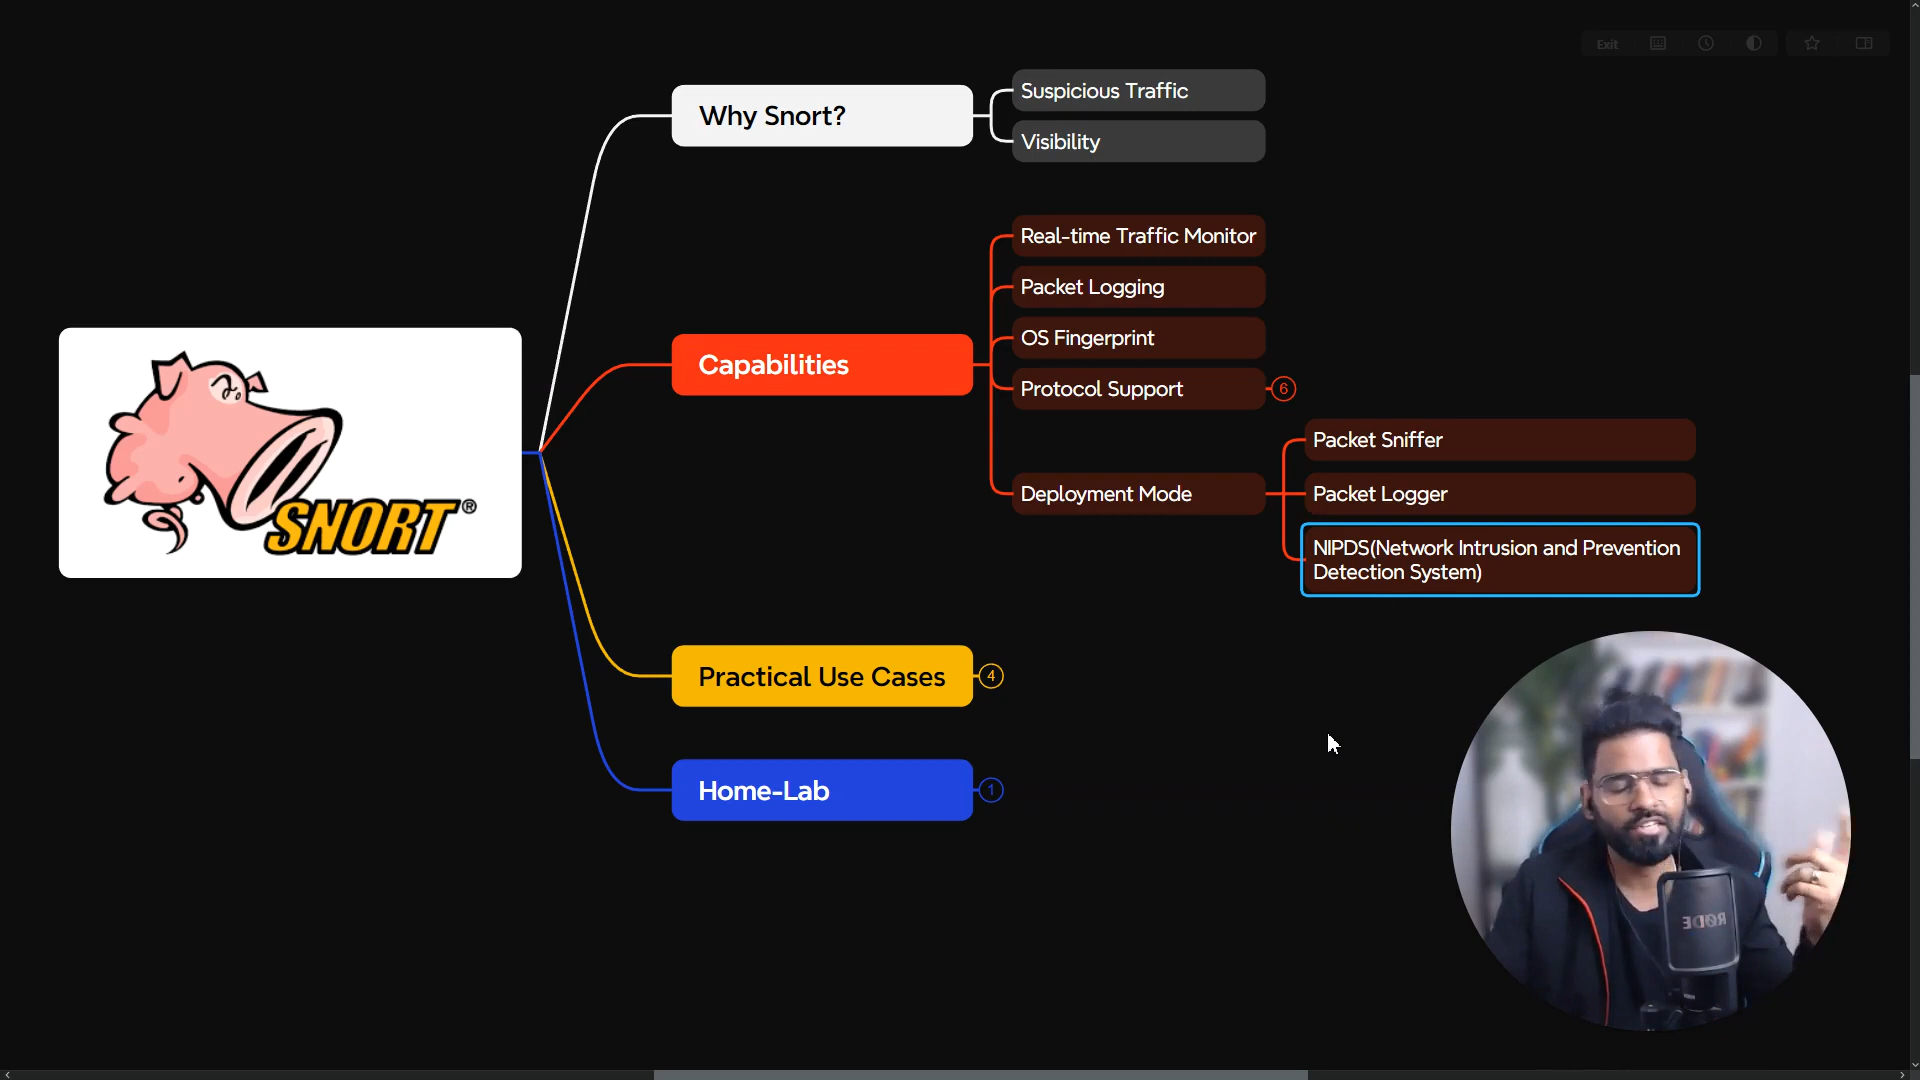 Exit
Why Snort?
Suspicious Traffic
Visibility
Capabilities
Real-time Traffic Monitor
Packet Logging
OS Fingerprint
Protocol Support
6
Deployment Mode
Packet Sniffer
Packet Logger
NIPDS(Network Intrusion and Prevention
Detection System)
SNORT®
Practical Use Cases
4
Home-Lab
1
RØDE